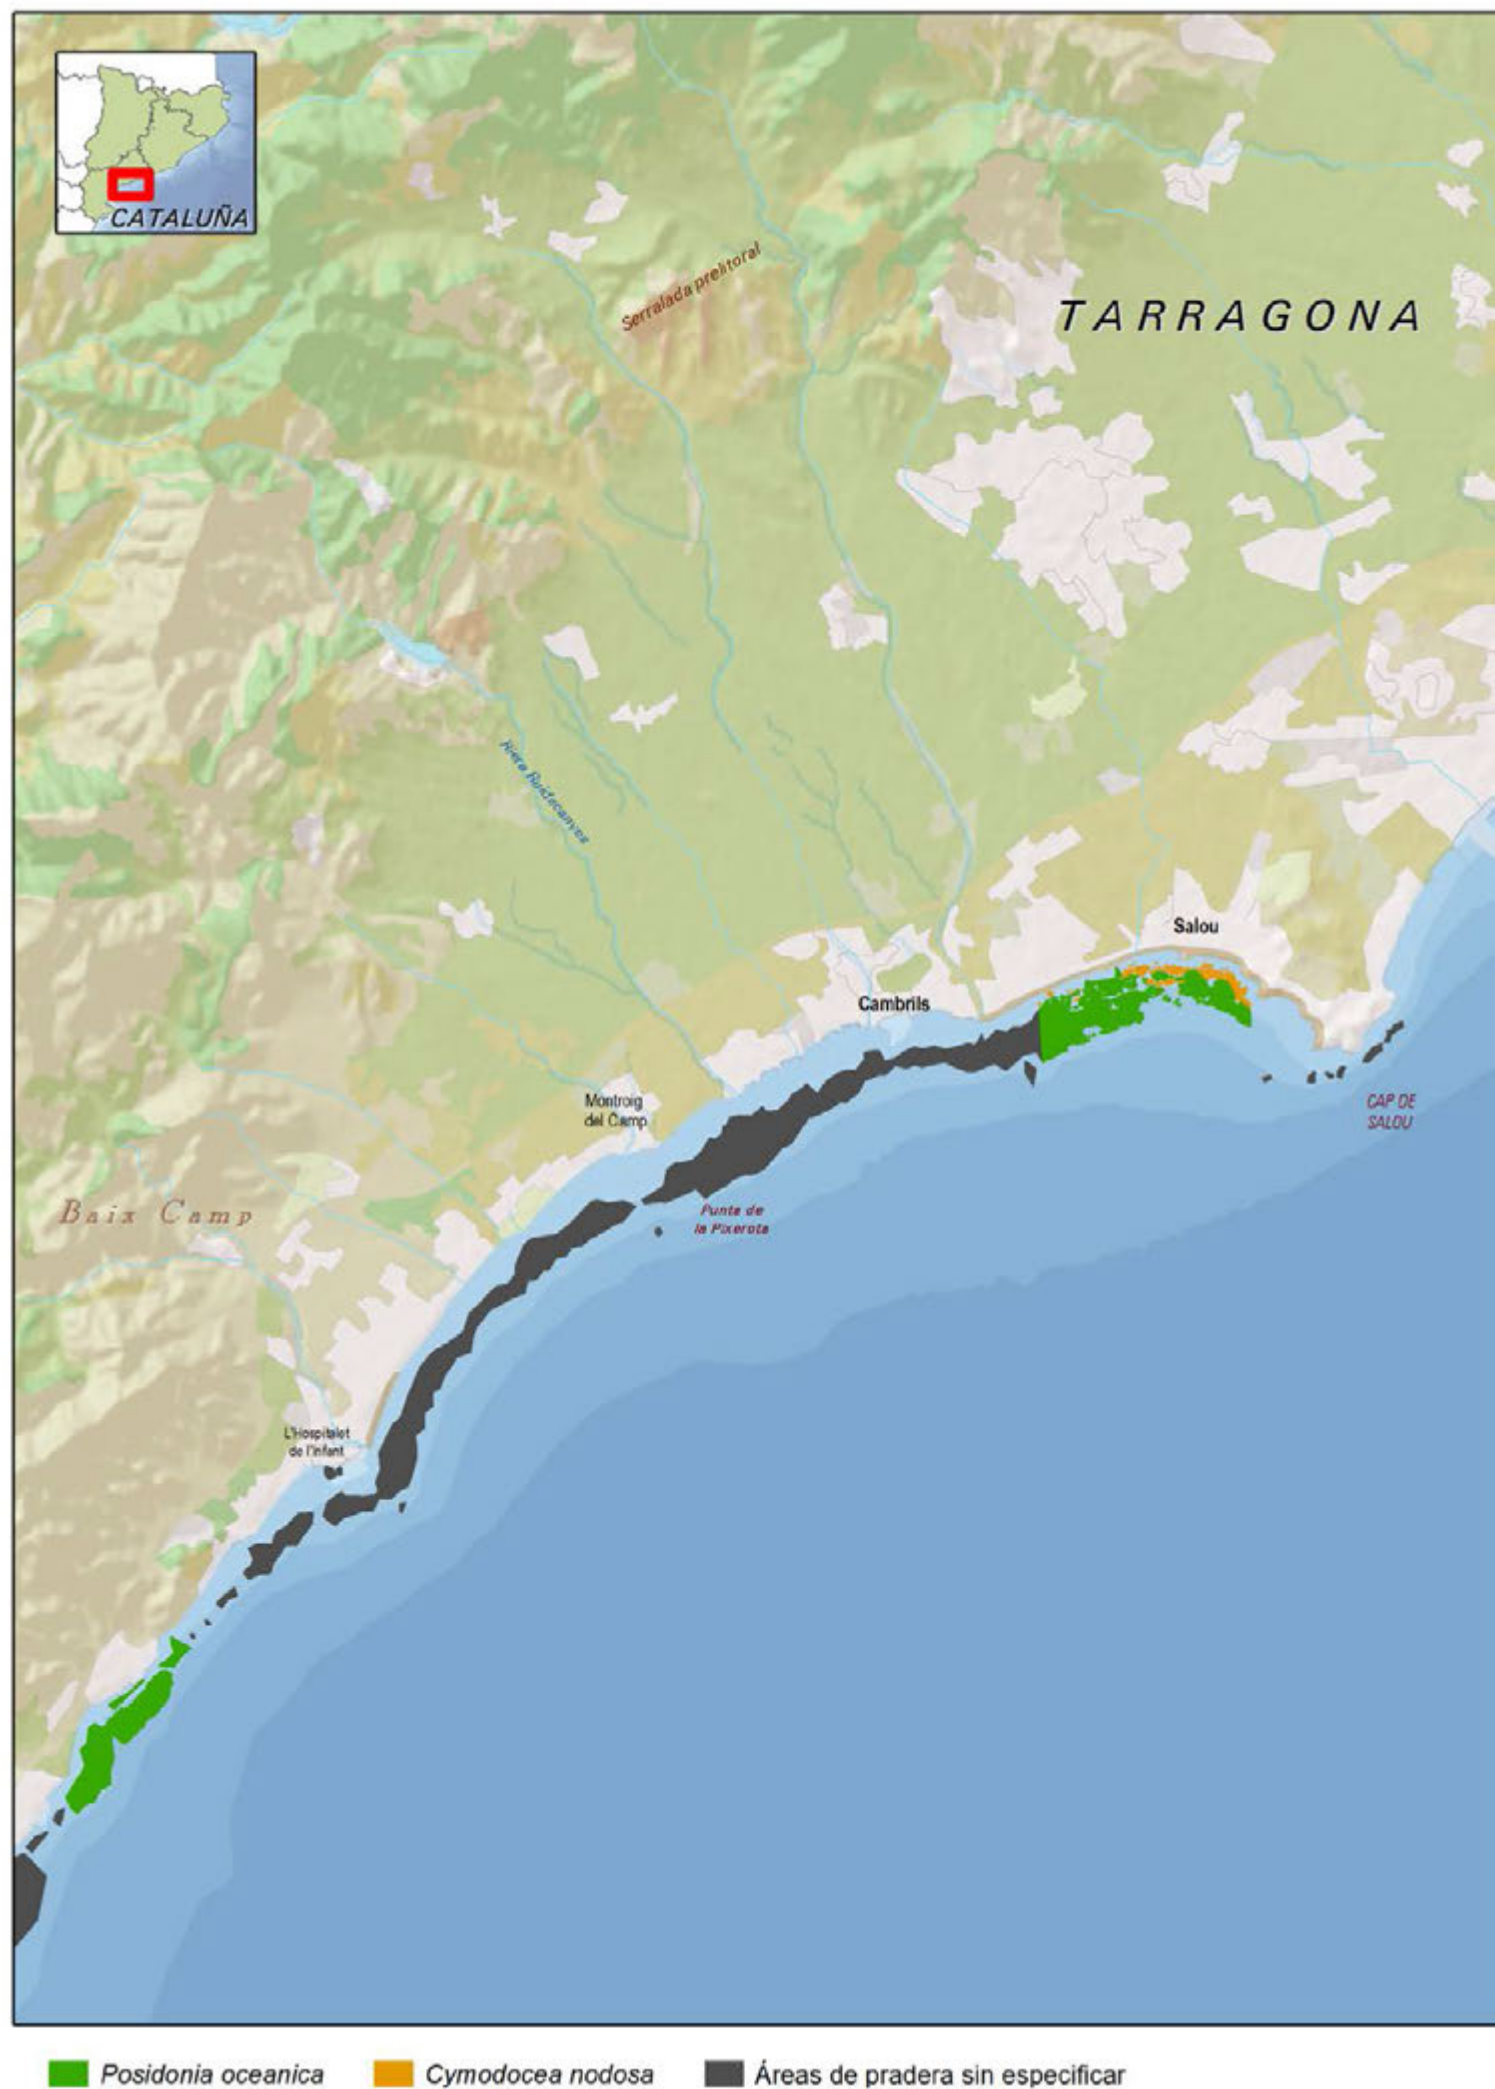 CATALUÑA
Serralada prelitoral
TARRAGONA
Riera Riudecanyes
Salou
Cambrils
Montroig
del Camp
CAP DE
SALOU
Baix Camp
Punta de
la Pixerota
L'Hospitalet
de l'Infant
Posidonia oceanica
Cymodocea nodosa
Áreas de pradera sin especificar